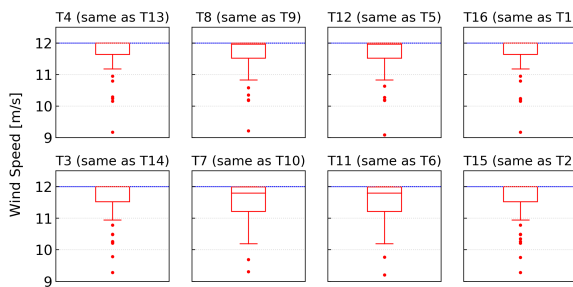 T4 (same as T13)
T8 (same as T9)
T12 (same as T5)
T16 (same as T1
12
11
10
9
Wind Speed [m/s]
T3 (same as T14)
T7 (same as T10)
T11 (same as T6)
T15 (same as T2
12
11
10
9